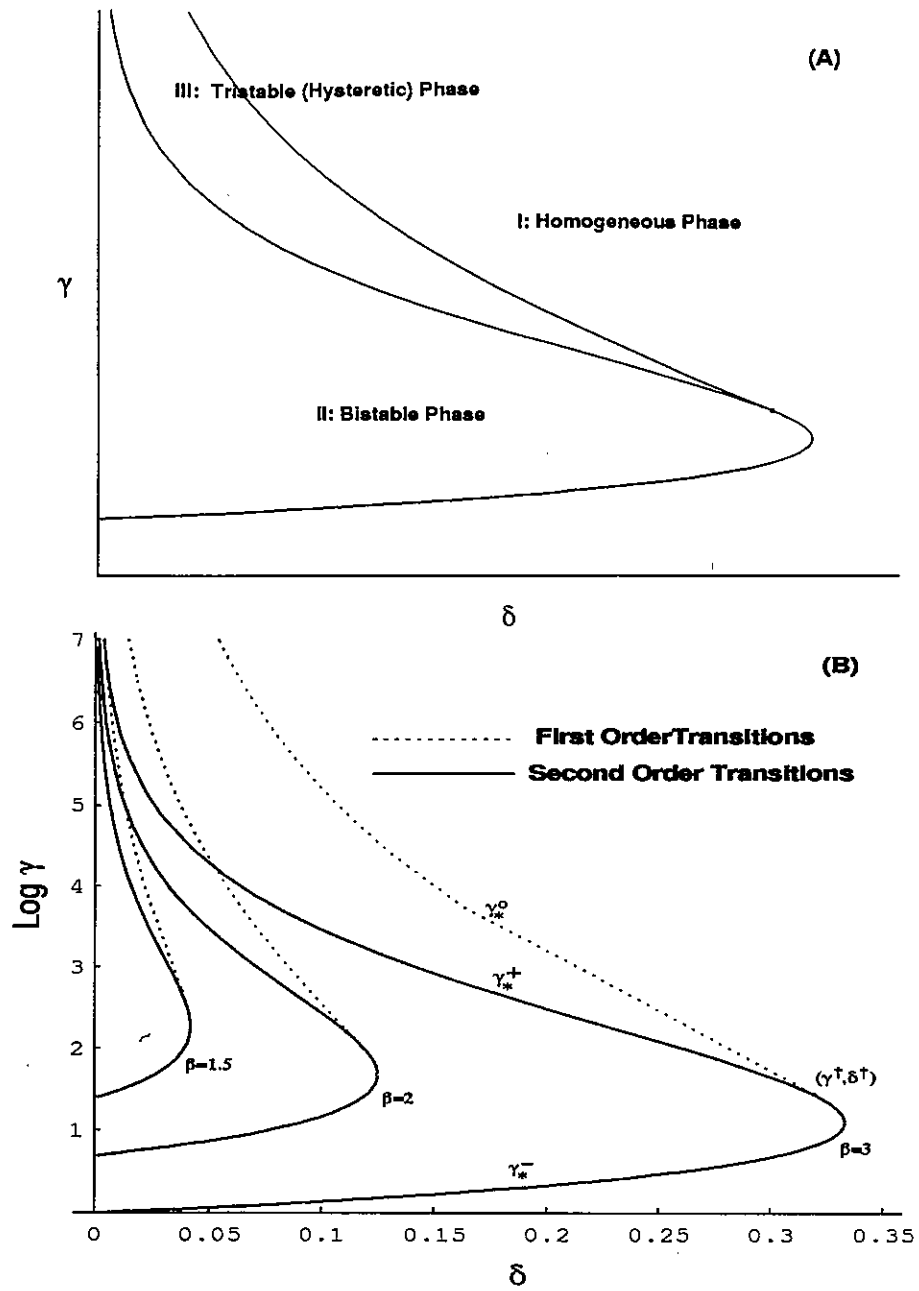 (A)
III: Tristable (Hysteretic) Phase
I: Homogeneous Phase
γ
II: Bistable Phase
δ
7
(B)
First OrderTransitions
6
Second Order Transitions
5
Log γ
4
γ*o
3
γ*+
2
β=1.5
β=2
(γ†,δ†)
1
γ*−
β=3
0 0.05 0.1 0.15 0.2 0.25 0.3 0.35
δ